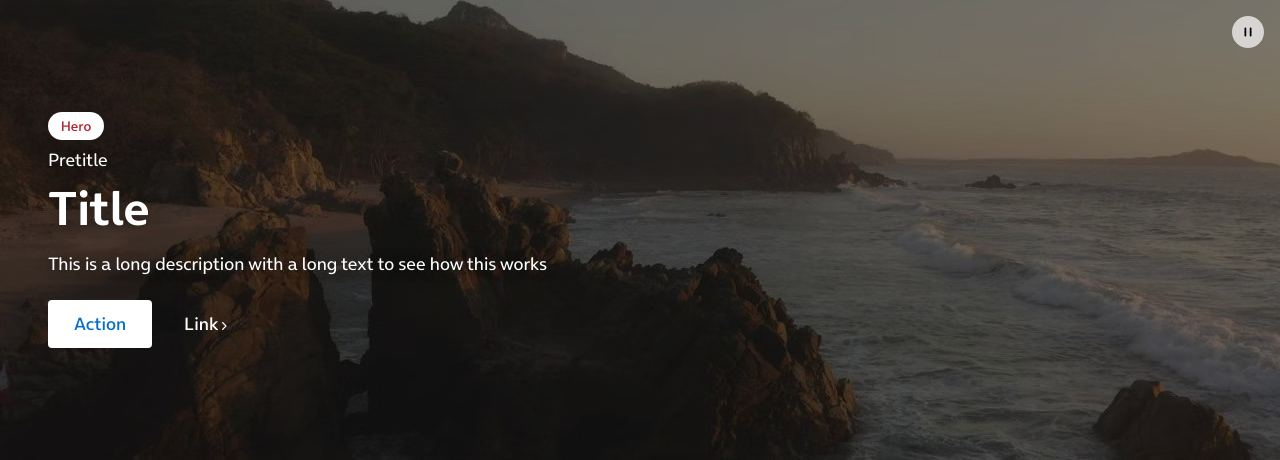 Hero
Pretitle
Title
This is a long description with a long text to see how this works
Action
Link ›